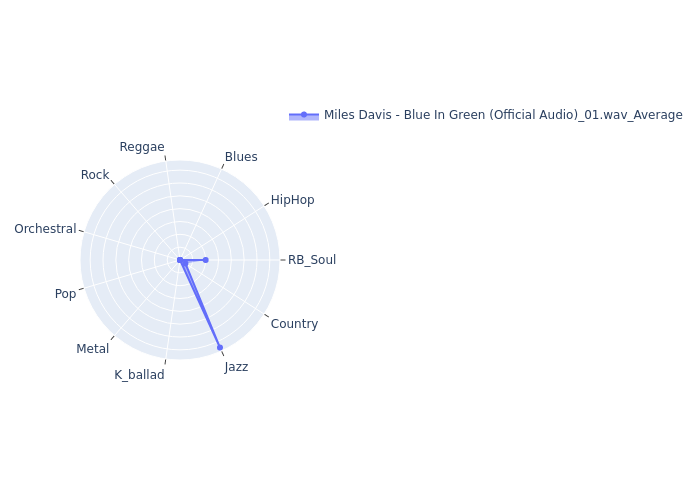 Miles Davis - Blue In Green (Official Audio)_01.wav_Average
Reggae
Blues
Rock
HipHop
Orchestral
RB_Soul
Pop
Country
Metal
Jazz
K_ballad